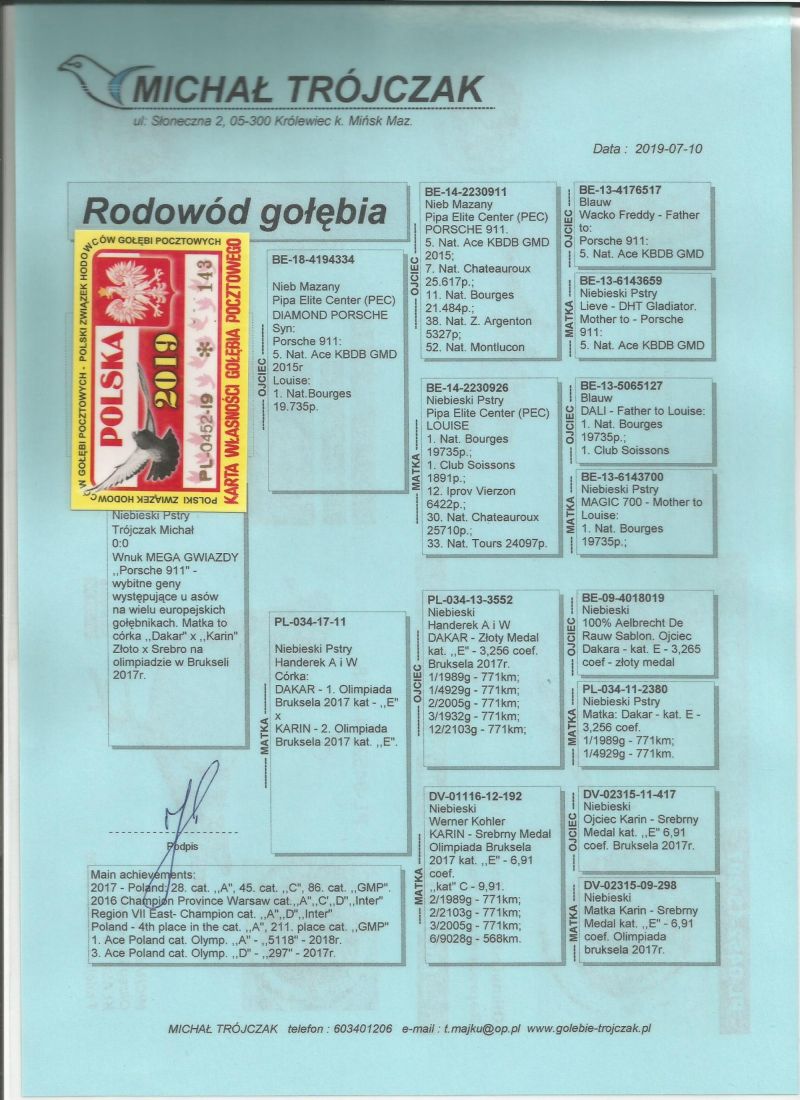 MICHAŁ TRÓJCZAK
ul: Słoneczna 2, 05-300 Królewiec k. Mińsk Maz.
Data : 2019-07-10
Rodowód gołębia
WCÓW GOŁĘBI POCZTOWYCH
W GOŁĘBI POCZTOWYCH - POLSKI ZWIĄZEK HODO
POLSKI ZWIĄZEK HODOWCÓ
POLSKA
2019
PL-0452-19 * 143
KARTA WŁASNOŚCI GOŁĘBIA POCZTOWEGO
Niebieski Pstry
Trójczak Michał
0:0
Wnuk MEGA GWIAZDY
,,Porsche 911" -
wybitne geny
występujące u asów
na wielu europejskich
gołębnikach. Matka to
córka ,,Dakar" x ,,Karin"
Złoto x Srebro na
olimpiadzie w Brukseli
2017r.
Podpis
OJCIEC
BE-18-4194334
Nieb Mazany
Pipa Elite Center (PEC)
DIAMOND PORSCHE
Syn:
Porsche 911:
5. Nat. Ace KBDB GMD
2015r
Louise:
1. Nat.Bourges
19.735p.
MATKA
PL-034-17-11
Niebieski Pstry
Handerek A i W
Córka:
DAKAR - 1. Olimpiada
Bruksela 2017 kat - ,,E"
x
KARIN - 2. Olimpiada
Bruksela 2017 kat. ,,E".
OJCIEC
BE-14-2230911
Nieb Mazany
Pipa Elite Center (PEC)
PORSCHE 911.
5. Nat. Ace KBDB GMD
2015;
7. Nat. Chateauroux
25.617p.;
11. Nat. Bourges
21.484p.;
38. Nat. Z. Argenton
5327p;
52. Nat. Montlucon
MATKA
BE-14-2230926
Niebieski Pstry
Pipa Elite Center (PEC)
LOUISE
1. Nat. Bourges
19735p.;
1. Club Soissons
1891p.;
12. Iprov Vierzon
6422p.;
30. Nat. Chateauroux
25710p.;
33. Nat. Tours 24097p.
OJCIEC
PL-034-13-3552
Niebieski
Handerek A i W
DAKAR - Złoty Medal
kat. ,,E" - 3,256 coef.
Bruksela 2017r.
1/1989g - 771km;
1/4929g - 771km;
2/2005g - 771km;
3/1932g - 771km;
12/2103g - 771km;
MATKA
DV-01116-12-192
Niebieski
Werner Kohler
KARIN - Srebrny Medal
Olimpiada Bruksela
2017 kat. ,,E" - 6,91
coef.
,,kat" C - 9,91.
2/1989g - 771km;
2/2103g - 771km;
3/2005g - 771km;
6/9028g - 568km.
OJCIEC
BE-13-4176517
Blauw
Wacko Freddy - Father
to:
Porsche 911:
5. Nat. Ace KBDB GMD
MATKA
BE-13-6143659
Niebieski Pstry
Lieve - DHT Gladiator.
Mother to - Porsche
911:
5. Nat. Ace KBDB GMD
OJCIEC
BE-13-5065127
Blauw
DALI - Father to Louise:
1. Nat. Bourges
19735p.;
1. Club Soissons
MATKA
BE-13-6143700
Niebieski Pstry
MAGIC 700 - Mother to
Louise:
1. Nat. Bourges
19735p.;
OJCIEC
BE-09-4018019
Niebieski
100% Aelbrecht De
Rauw Sablon. Ojciec
Dakara - kat. E - 3,265
coef - złoty medal
MATKA
PL-034-11-2380
Niebieski Pstry
Matka: Dakar - kat. E -
3,256 coef.
1/1989g - 771km;
1/4929g - 771km.
OJCIEC
DV-02315-11-417
Niebieski
Ojciec Karin - Srebrny
Medal kat. ,,E" 6,91
coef. Bruksela 2017r.
MATKA
DV-02315-09-298
Niebieski
Matka Karin - Srebrny
Medal kat. ,,E" - 6,91
coef. Olimpiada
bruksela 2017r.
Main achievements:
2017 - Poland: 28. cat. ,,A", 45. cat. ,,C", 86. cat. ,,GMP".
2016 Champion Province Warsaw cat.,,A",,C',,D",,Inter"
Region VII East- Champion cat. ,,A",,D",,Inter"
Poland - 4th place in the cat. ,,A", 211. place cat. ,,GMP"
1. Ace Poland cat. Olymp. ,,A" - ,,5118" - 2018r.
3. Ace Poland cat. Olymp. ,,D" - ,,297" - 2017r.
MICHAŁ TRÓJCZAK telefon : 603401206 e-mail : t.majku@op.pl www.golebie-trojczak.pl